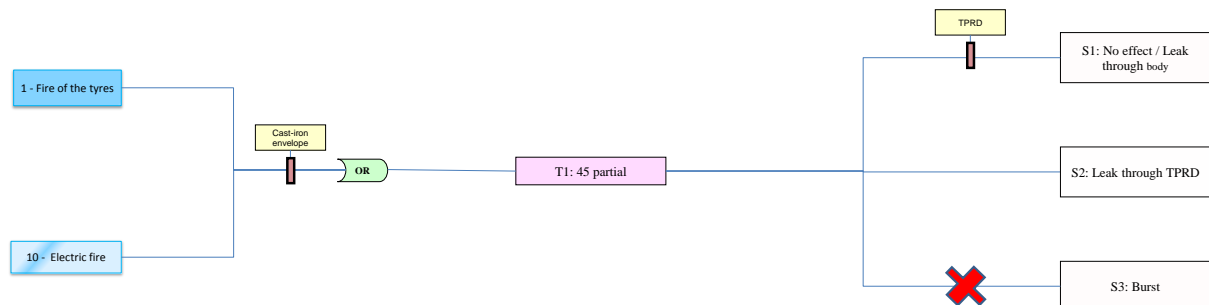 TPRD
S1: No effect / Leak
through body
1 - Fire of the tyres
Cast-iron
envelope
OR
T1: 45 partial
S2: Leak through TPRD
10 - Electric fire
S3: Burst